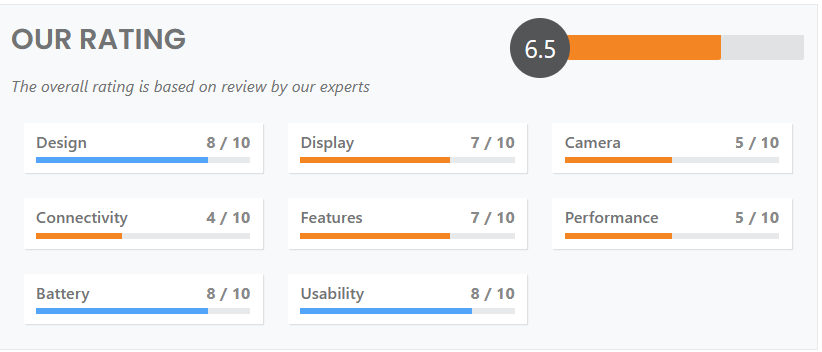 OUR RATING
6.5
The overall rating is based on review by our experts
Design 8 / 10
Display 7 / 10
Camera 5 / 10
Connectivity 4 / 10
Features 7 / 10
Performance 5 / 10
Battery 8 / 10
Usability 8 / 10